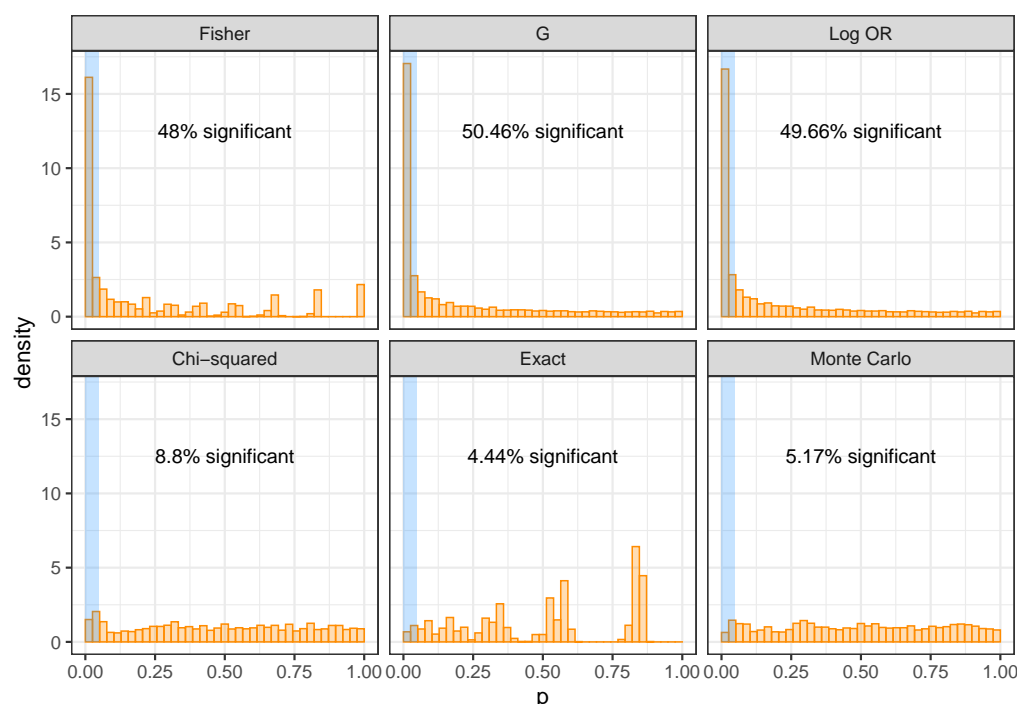 Fisher
G
Log OR
48% significant
50.46% significant
49.66% significant
15
10
5
0
Chi−squared
Exact
Monte Carlo
8.8% significant
4.44% significant
5.17% significant
15
10
5
0
density
0.00 0.25 0.50 0.75 1.00
0.00 0.25 0.50 0.75 1.00
0.00 0.25 0.50 0.75 1.00
p